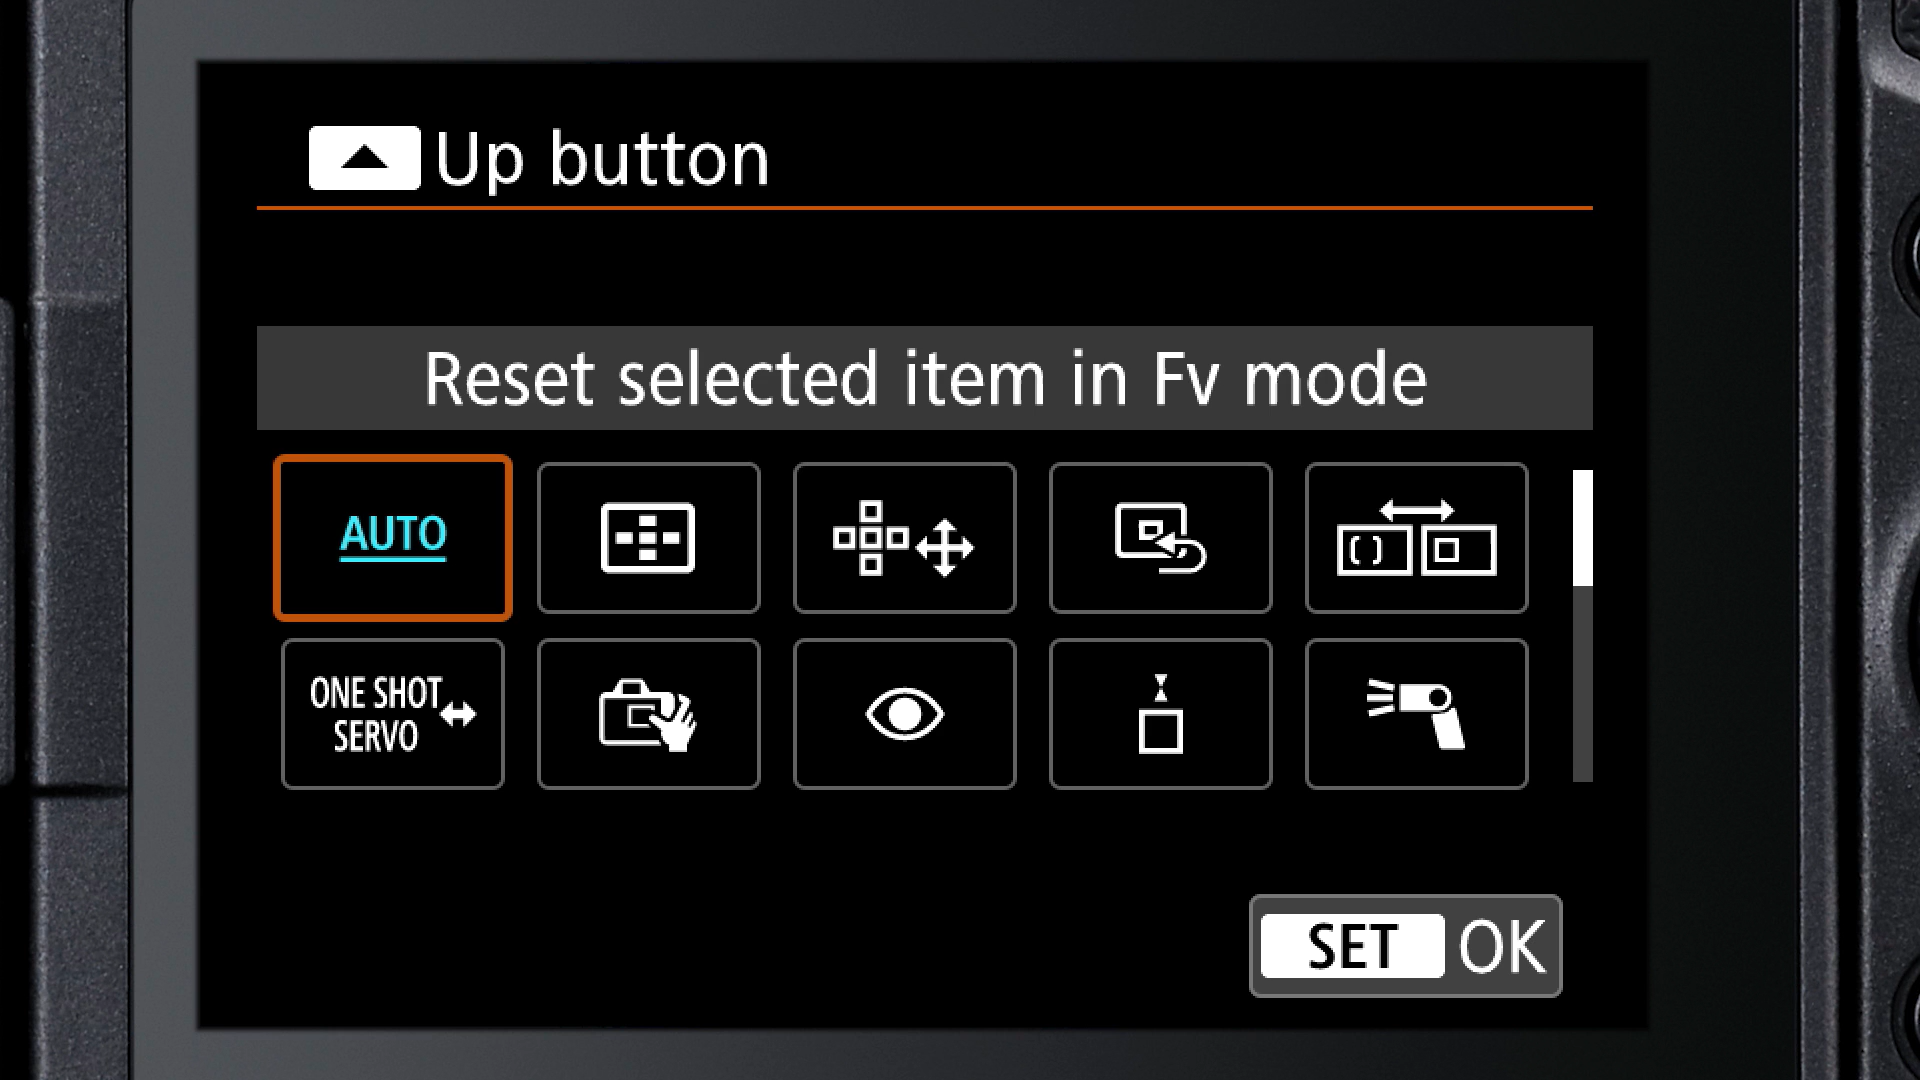 Up button
Reset selected item in Fv mode
AUTO
ONE SHOT
SERVO
SET OK